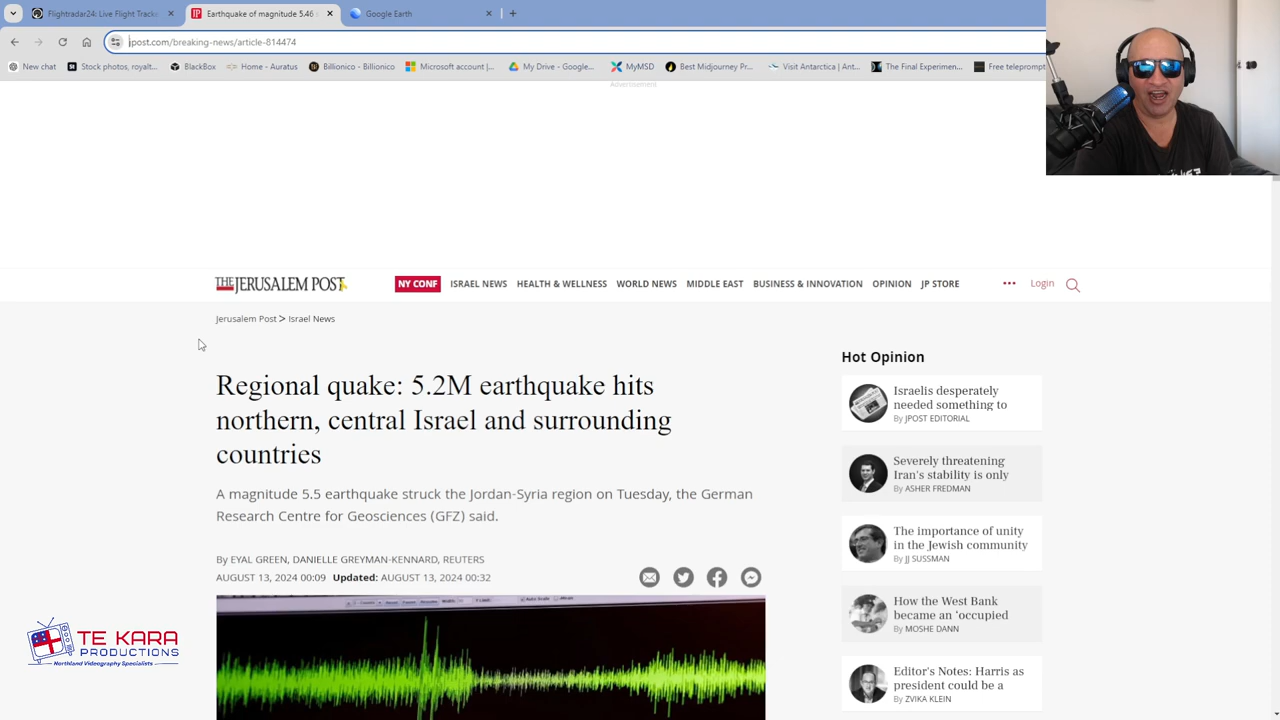 Flightradar24: Live Flight Track
Earthquake of magnitude 5.46
Google Earth
jpost.com/breaking-news/article-814474
New chat
Stock photos, royalt...
BlackBox
Home - Auratus
Billionico - Billionico
Microsoft account |...
My Drive - Google...
MyMSD
Best Midjourney Pr...
Visit Antarctica | Ant...
The Final Experimen...
Free teleprompt
Advertisement
THE JERUSALEM POST
NY CONF
ISRAEL NEWS
HEALTH & WELLNESS
WORLD NEWS
MIDDLE EAST
BUSINESS & INNOVATION
OPINION
JP STORE
Login
Jerusalem Post > Israel News
Regional quake: 5.2M earthquake hits
northern, central Israel and surrounding
countries
A magnitude 5.5 earthquake struck the Jordan-Syria region on Tuesday, the German
Research Centre for Geosciences (GFZ) said.
By EYAL GREEN, DANIELLE GREYMAN-KENNARD, REUTERS
AUGUST 13, 2024 00:09 Updated: AUGUST 13, 2024 00:32
Hot Opinion
Israelis desperately
needed something to
By JPOST EDITORIAL
Severely threatening
Iran's stability is only
By ASHER FREDMAN
The importance of unity
in the Jewish community
By JJ SUSSMAN
How the West Bank
became an 'occupied
By MOSHE DANN
Editor's Notes: Harris as
president could be a
By ZVIKA KLEIN
TE KARA
PRODUCTIONS
Northland Videography Specialists